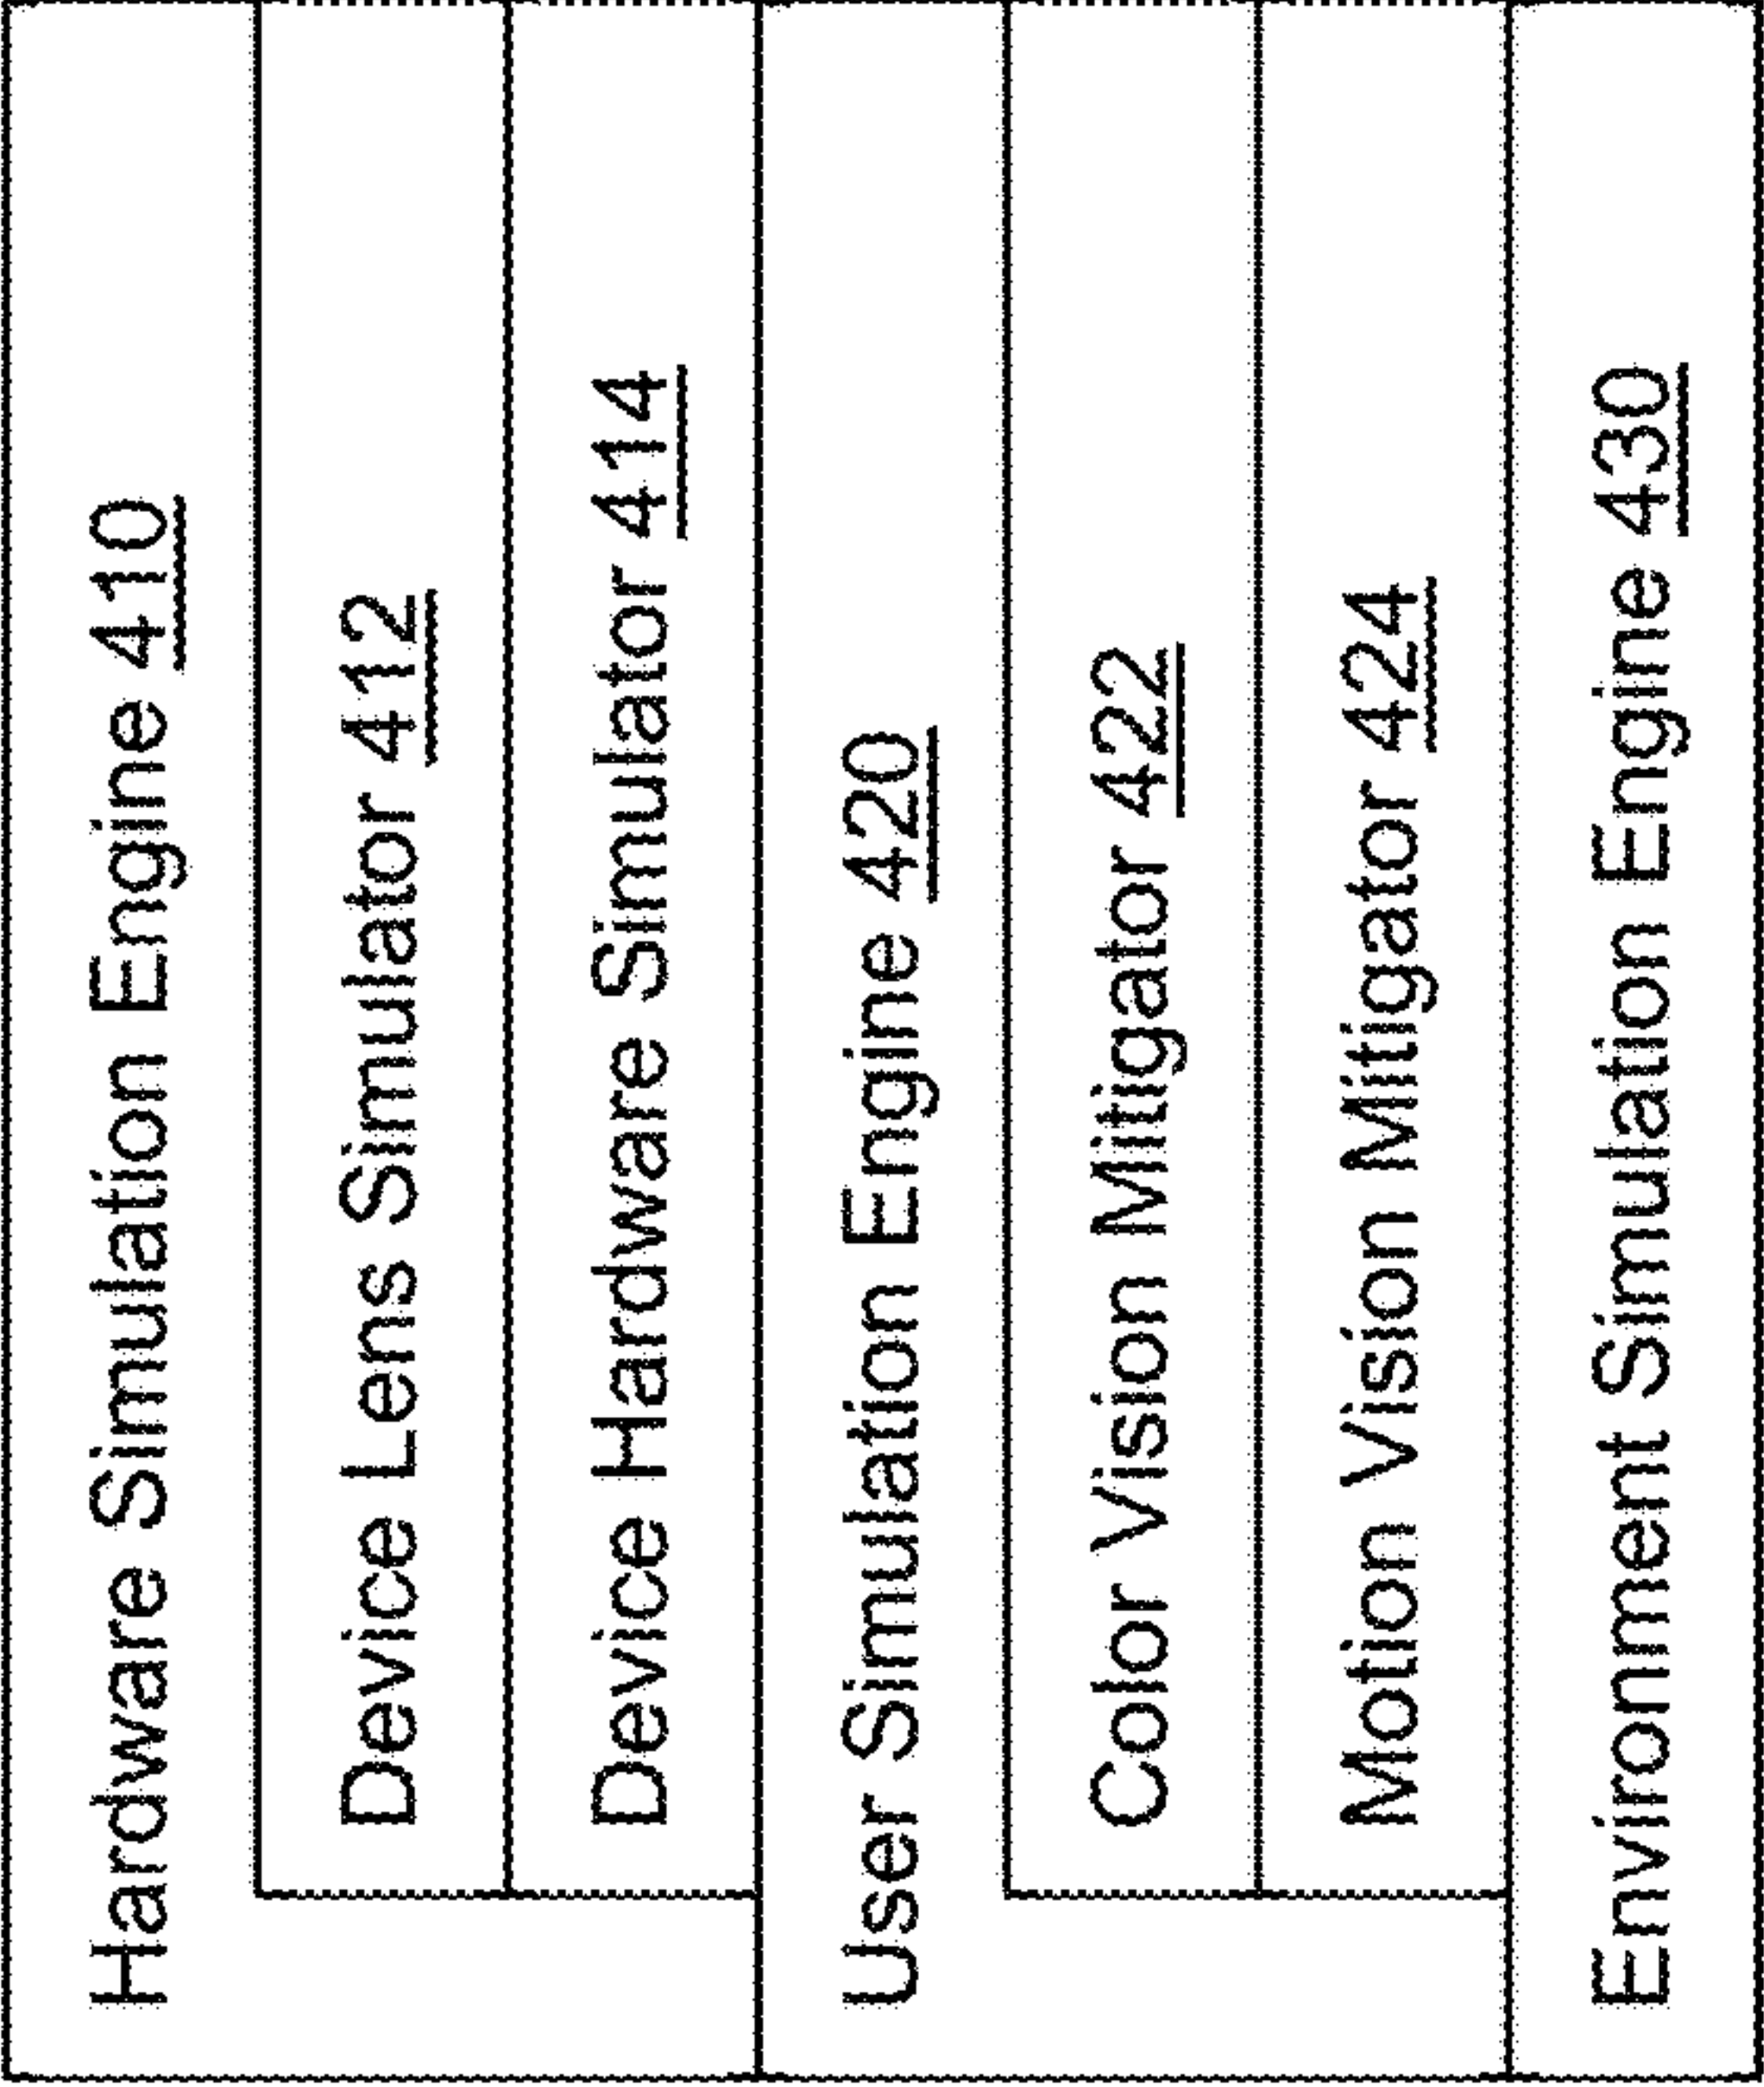 Hardware Simulation Engine 410
Device Lens Simulator 412
Device Hardware Simulator 414
User Simulation Engine 420
Color Vision Mitigator 422
Motion Vision Mitigator 424
Environment Simulation Engine 430